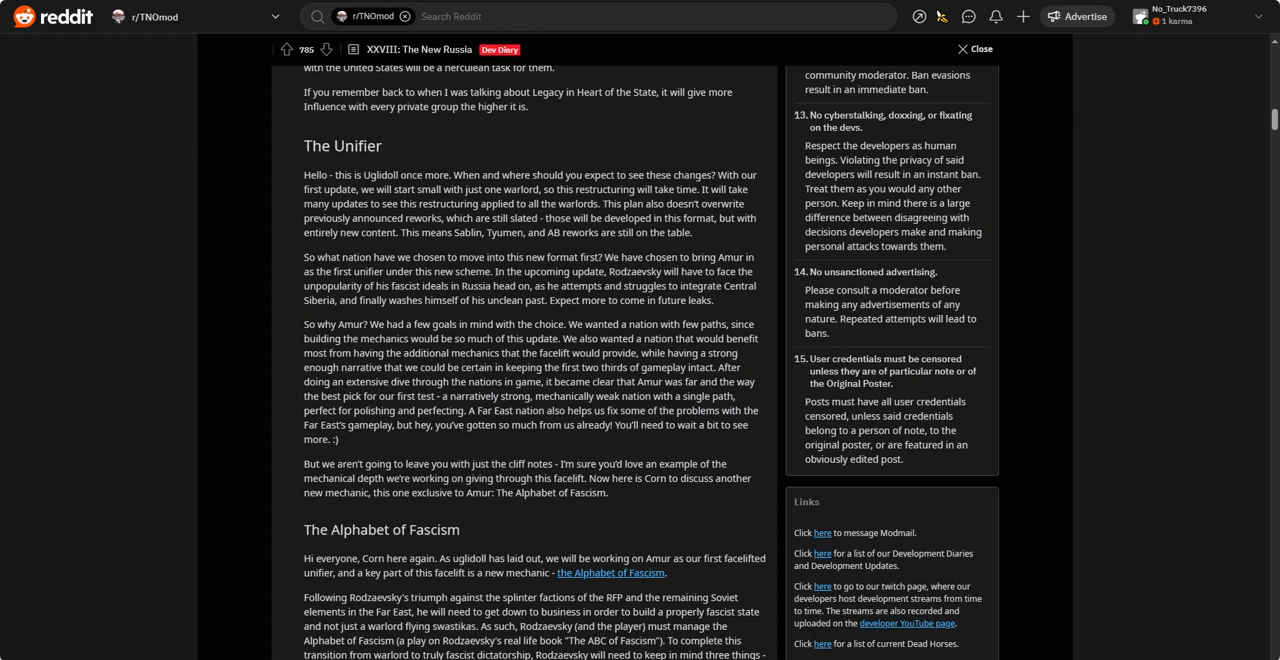 reddit
r/TNOmod
r/TNOmod
Search Reddit
Advertise
No_Truck7396
1 karma
785
XXVIII: The New Russia
Dev Diary
Close
with the United States will be a herculean task for them.
If you remember back to when I was talking about Legacy in Heart of the State, it will give more
Influence with every private group the higher it is.
The Unifier
Hello - this is Uglidoll once more. When and where should you expect to see these changes? With our
first update, we will start small with just one warlord, so this restructuring will take time. It will take
many updates to see this restructuring applied to all the warlords. This plan also doesn't overwrite
previously announced reworks, which are still slated - those will be developed in this format, but with
entirely new content. This means Sablin, Tyumen, and AB reworks are still on the table.
So what nation have we chosen to move into this new format first? We have chosen to bring Amur in
as the first unifier under this new scheme. In the upcoming update, Rodzaevsky will have to face the
unpopularity of his fascist ideals in Russia head on, as he attempts and struggles to integrate Central
Siberia, and finally washes himself of his unclean past. Expect more to come in future leaks.
So why Amur? We had a few goals in mind with the choice. We wanted a nation with few paths, since
building the mechanics would be so much of this update. We also wanted a nation that would benefit
most from having the additional mechanics that the facelift would provide, while having a strong
enough narrative that we could be certain in keeping the first two thirds of gameplay intact. After
doing an extensive dive through the nations in game, it became clear that Amur was far and the way
the best pick for our first test - a narratively strong, mechanically weak nation with a single path,
perfect for polishing and perfecting. A Far East nation also helps us fix some of the problems with the
Far East's gameplay, but hey, you've gotten so much from us already! You'll need to wait a bit to see
more. :)
But we aren't going to leave you with just the cliff notes - I'm sure you'd love an example of the
mechanical depth we're working on giving through this facelift. Now here is Corn to discuss another
new mechanic, this one exclusive to Amur: The Alphabet of Fascism.
The Alphabet of Fascism
Hi everyone, Corn here again. As uglidoll has laid out, we will be working on Amur as our first facelifted
unifier, and a key part of this facelift is a new mechanic - the Alphabet of Fascism.
Following Rodzaevsky's triumph against the splinter factions of the RFP and the remaining Soviet
elements in the Far East, he will need to get down to business in order to build a properly fascist state
and not just a warlord flying swastikas. As such, Rodzaevsky (and the player) must manage the
Alphabet of Fascism (a play on Rodzaevsky's real life book "The ABC of Fascism"). To complete this
transition from warlord to truly fascist dictatorship, Rodzaevsky will need to keep in mind three things -
community moderator. Ban evasions
result in an immediate ban.
13. No cyberstalking, doxxing, or fixating
on the devs.
Respect the developers as human
beings. Violating the privacy of said
developers will result in an instant ban.
Treat them as you would any other
person. Keep in mind there is a large
difference between disagreeing with
decisions developers make and making
personal attacks towards them.
14. No unsanctioned advertising.
Please consult a moderator before
making any advertisements of any
nature. Repeated attempts will lead to
bans.
15. User credentials must be censored
unless they are of particular note or of
the Original Poster.
Posts must have all user credentials
censored, unless said credentials
belong to a person of note, to the
original poster, or are featured in an
obviously edited post.
Links
Click here to message Modmail.
Click here for a list of our Development Diaries
and Development Updates.
Click here to go to our twitch page, where our
developers host development streams from time
to time. The streams are also recorded and
uploaded on the developer YouTube page.
Click here for a list of current Dead Horses.